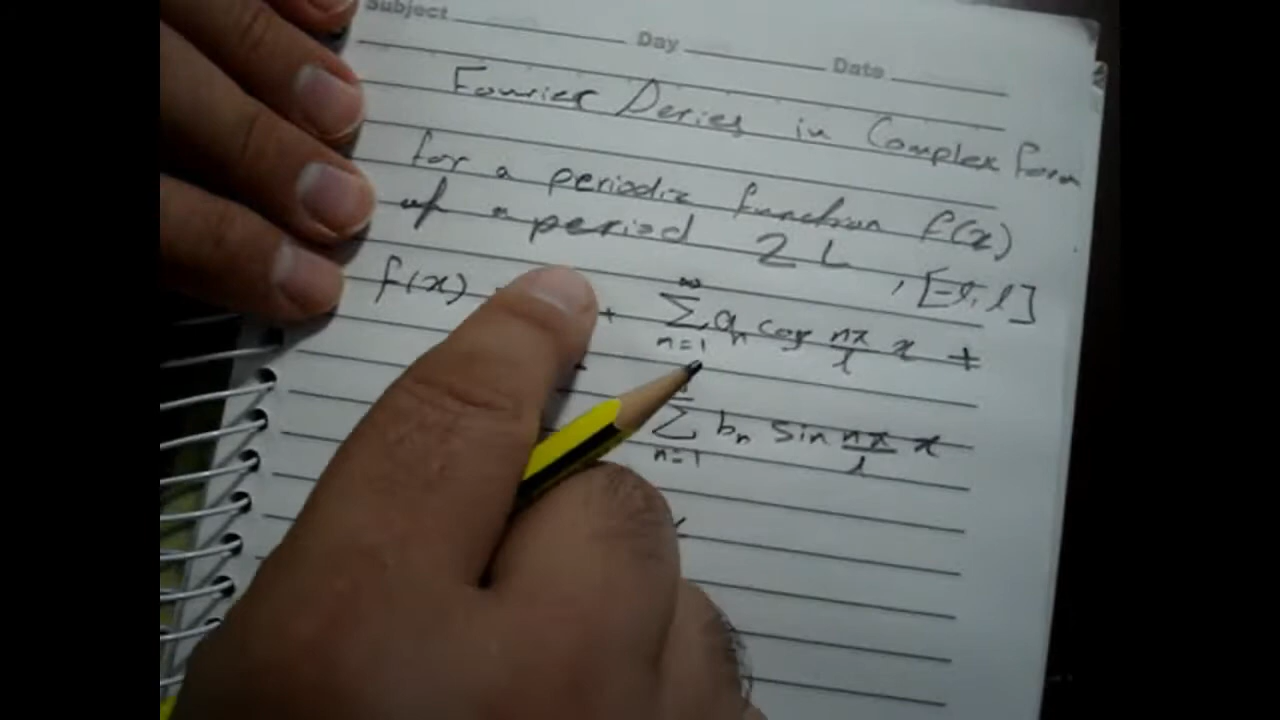 Subject Day Date
Fourier Series in Complex form
for a periodic function f(x)
of a period 2L , [-l, l]
f(x) + ∞ Σ n=1 aₙ cos nπ/l x +
Σ n=1 bₙ sin nπ/l x